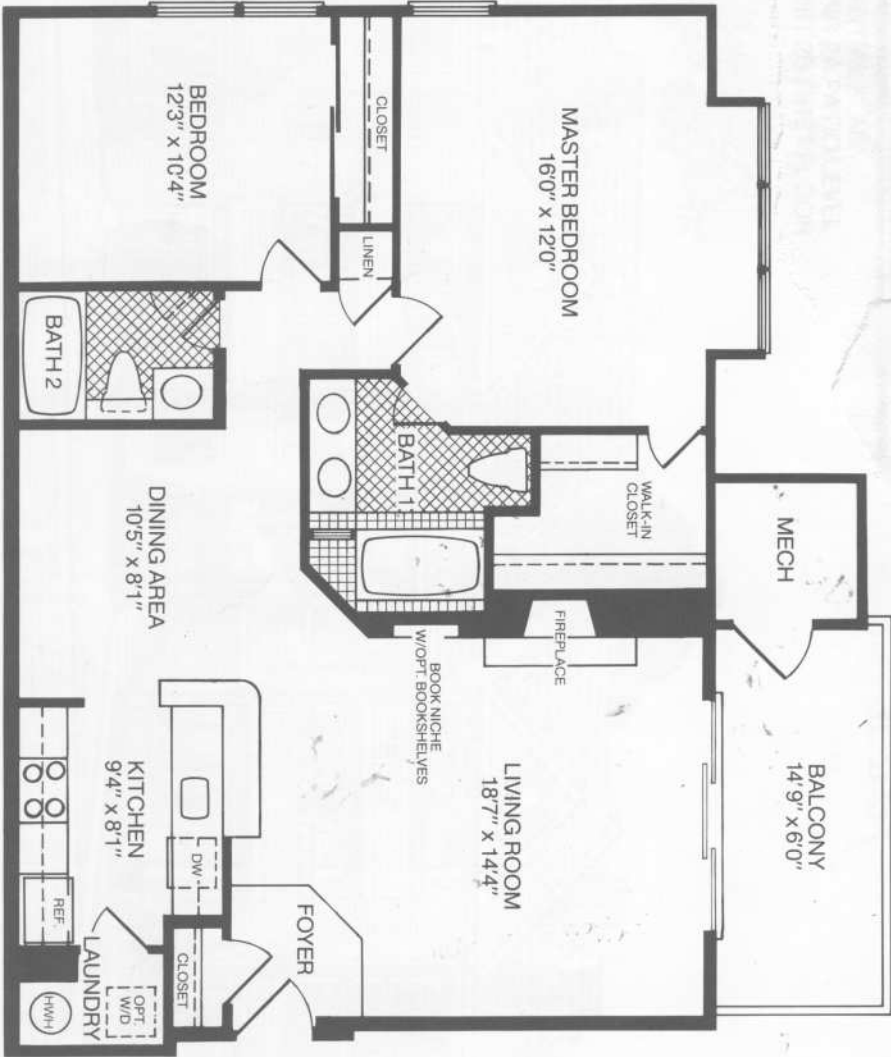 BEDROOM
12'3" x 10'4"
CLOSET
MASTER BEDROOM
16'0" x 12'0"
LINEN
BATH 2
BATH 1
WALK-IN
CLOSET
MECH
DINING AREA
10'5" x 8'1"
FIREPLACE
BOOK NICHE
W/OPT. BOOKSHELVES
LIVING ROOM
18'7" x 14'4"
BALCONY
14'9" x 6'0"
KITCHEN
9'4" x 8'1"
DW
REF.
FOYER
CLOSET
LAUNDRY
OPT.
W/D
HWH